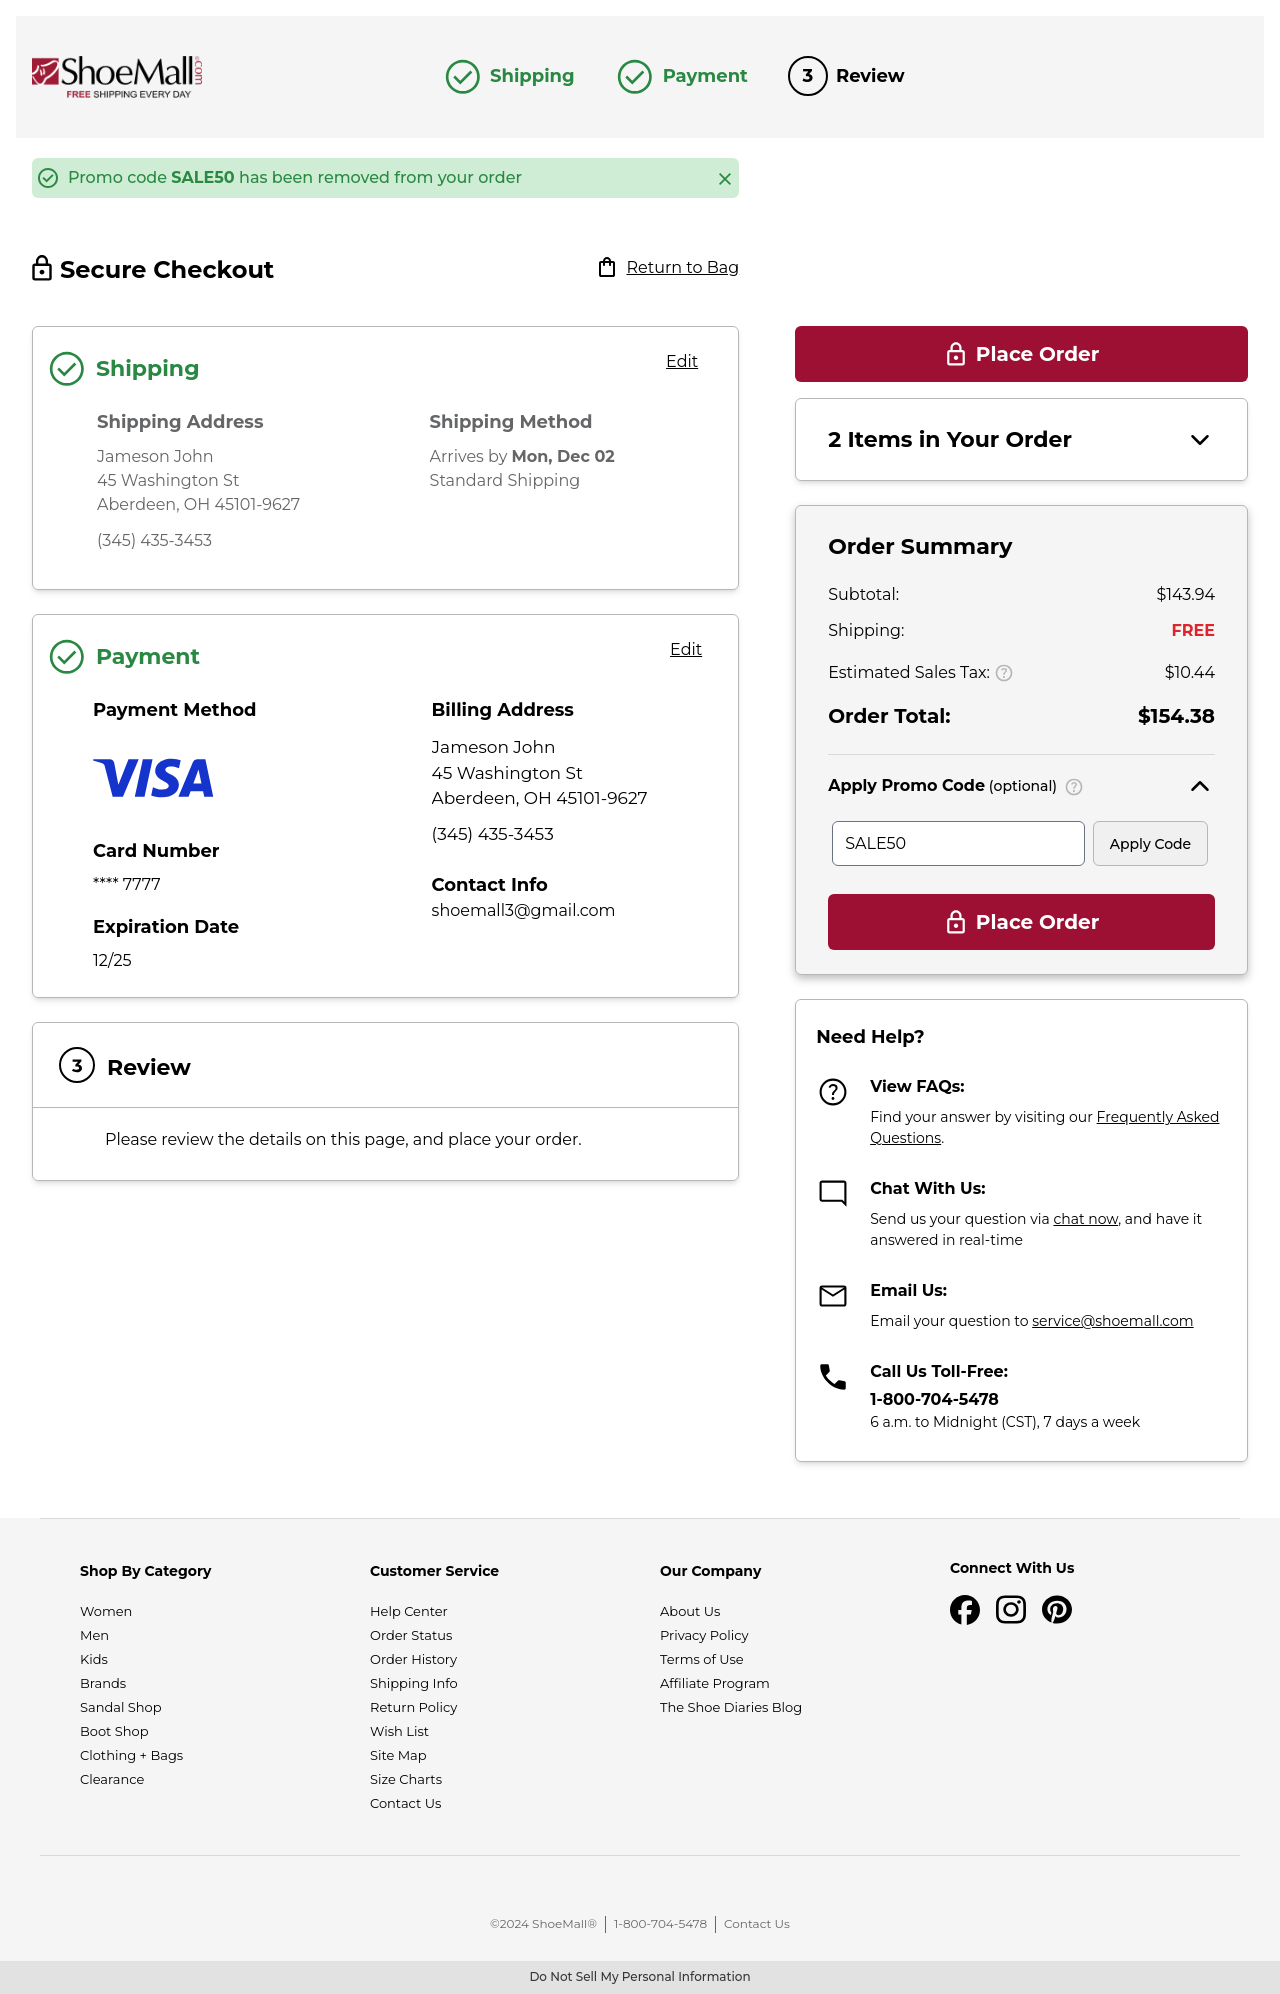 ShoeMall.com
FREE SHIPPING EVERY DAY
Shipping
Payment
3 Review
Promo code SALE50 has been removed from your order
Secure Checkout
Return to Bag
Shipping
Edit
Shipping Address
Jameson John
45 Washington St
Aberdeen, OH 45101-9627
(345) 435-3453
Shipping Method
Arrives by Mon, Dec 02
Standard Shipping
Payment
Edit
Payment Method
VISA
Card Number
**** 7777
Expiration Date
12/25
Billing Address
Jameson John
45 Washington St
Aberdeen, OH 45101-9627
(345) 435-3453
Contact Info
shoemall3@gmail.com
3 Review
Please review the details on this page, and place your order.
Place Order
2 Items in Your Order
Order Summary
Subtotal: $143.94
Shipping: FREE
Estimated Sales Tax: ? $10.44
Order Total: $154.38
Apply Promo Code (optional) ?
SALE50
Apply Code
Place Order
Need Help?
?
View FAQs:
Find your answer by visiting our Frequently Asked
Questions.
Chat With Us:
Send us your question via chat now, and have it
answered in real-time
Email Us:
Email your question to service@shoemall.com
Call Us Toll-Free:
1-800-704-5478
6 a.m. to Midnight (CST), 7 days a week
Shop By Category
Women
Men
Kids
Brands
Sandal Shop
Boot Shop
Clothing + Bags
Clearance
Customer Service
Help Center
Order Status
Order History
Shipping Info
Return Policy
Wish List
Site Map
Size Charts
Contact Us
Our Company
About Us
Privacy Policy
Terms of Use
Affiliate Program
The Shoe Diaries Blog
Connect With Us
©2024 ShoeMall® | 1-800-704-5478 | Contact Us
Do Not Sell My Personal Information